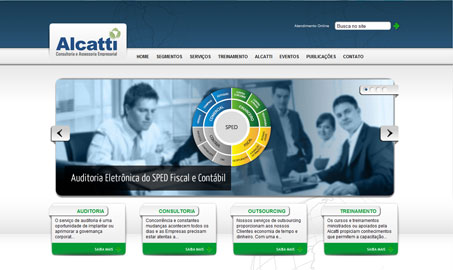 Atendimento Online
Busca no site
Alcatti
Consultoria e Assessoria Empresarial
HOME SEGMENTOS SERVIÇOS TREINAMENTO ALCATTI EVENTOS PUBLICAÇÕES CONTATO
SPED
Auditoria Eletrônica do SPED Fiscal e Contábil
AUDITORIA
O serviço de auditoria é uma
oportunidade de implantar ou
aprimorar a governança
corporat...
Saiba mais
CONSULTORIA
Concorrência e constantes
mudanças acontecem todos os
dias e as Empresas precisam
estar atentas a...
Saiba mais
OUTSOURCING
Nossos serviços de outsourcing
proporcionam aos nossos
Clientes economia de tempo e
dinheiro. Com e...
Saiba mais
TREINAMENTO
Os cursos e treinamentos
ministrados ou apoiados pela
Alcatti propiciam conhecimentos
que permitem a capacitação...
Saiba mais